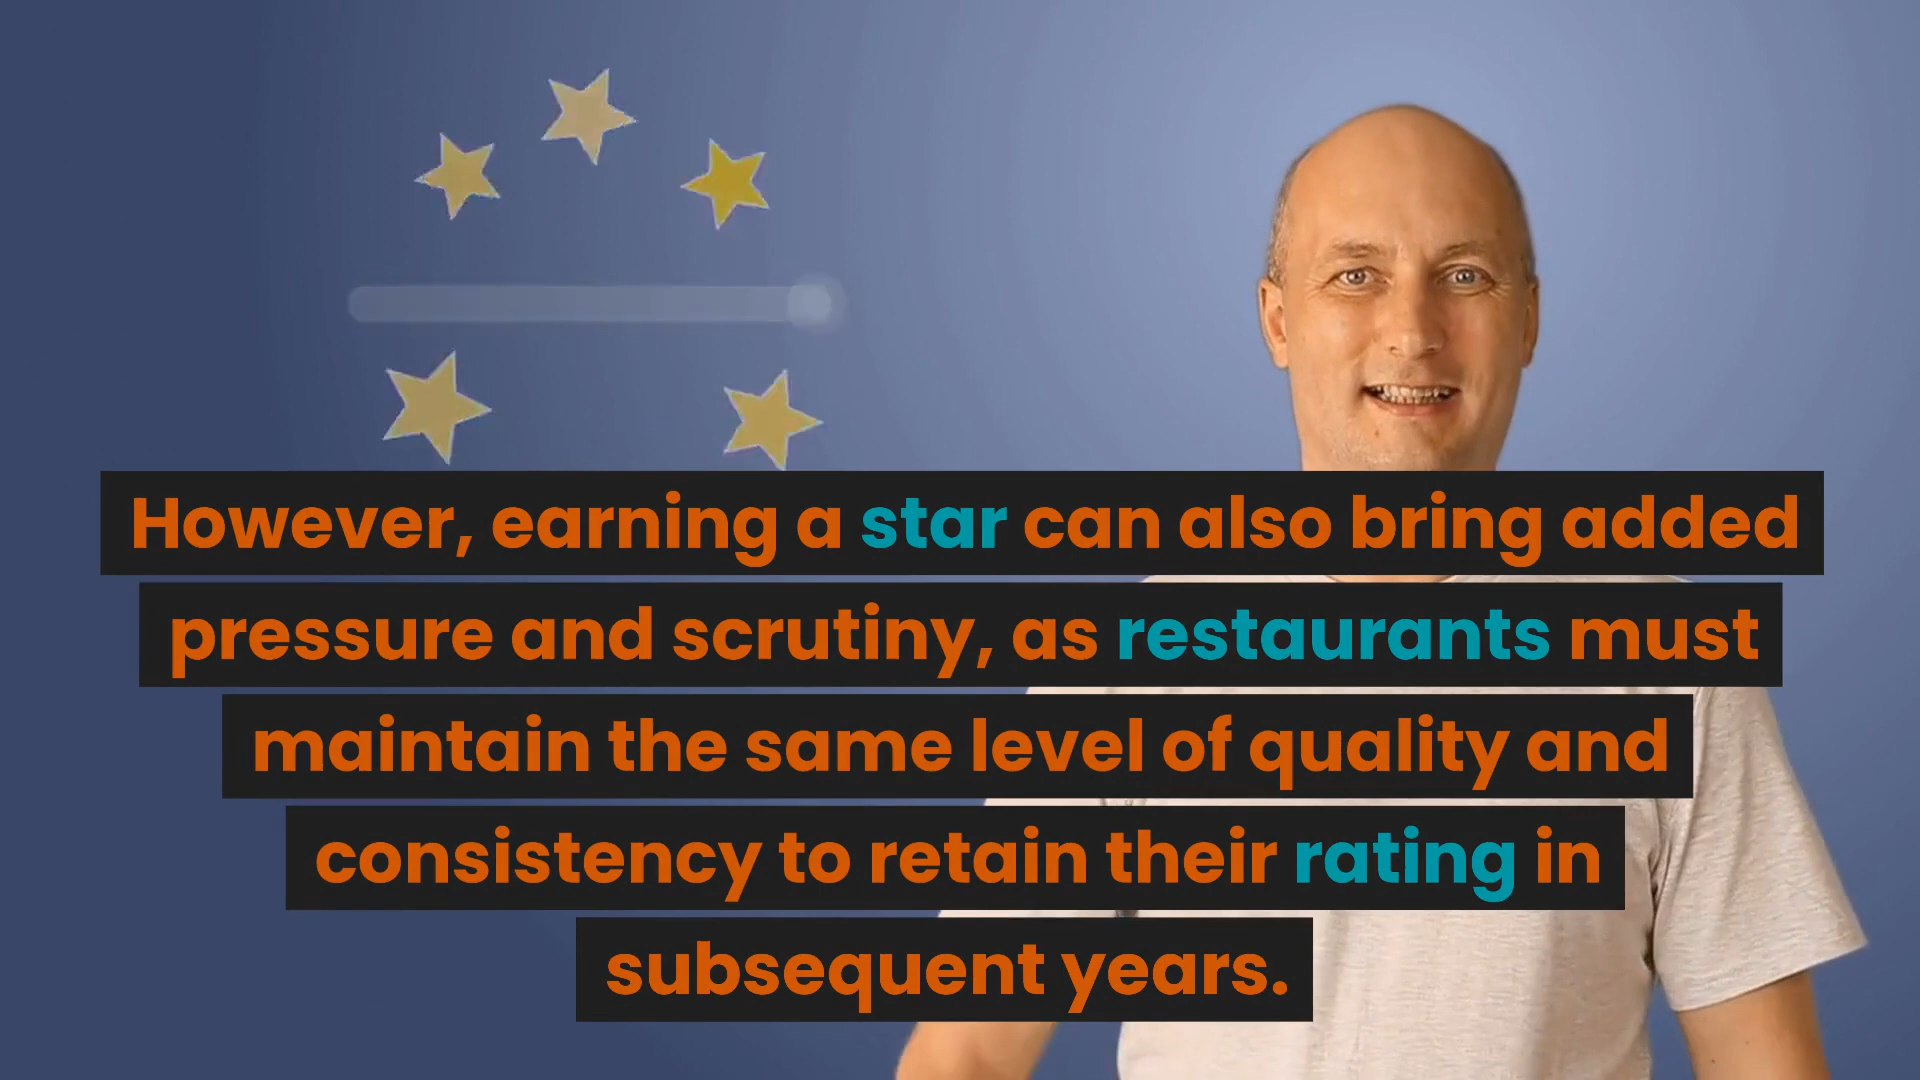 However, earning a star can also bring added
pressure and scrutiny, as restaurants must
maintain the same level of quality and
consistency to retain their rating in
subsequent years.